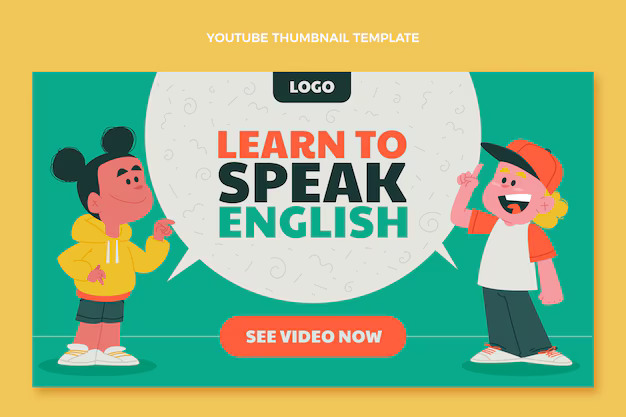 YOUTUBE THUMBNAIL TEMPLATE
LOGO
LEARN TO
SPEAK
ENGLISH
SEE VIDEO NOW